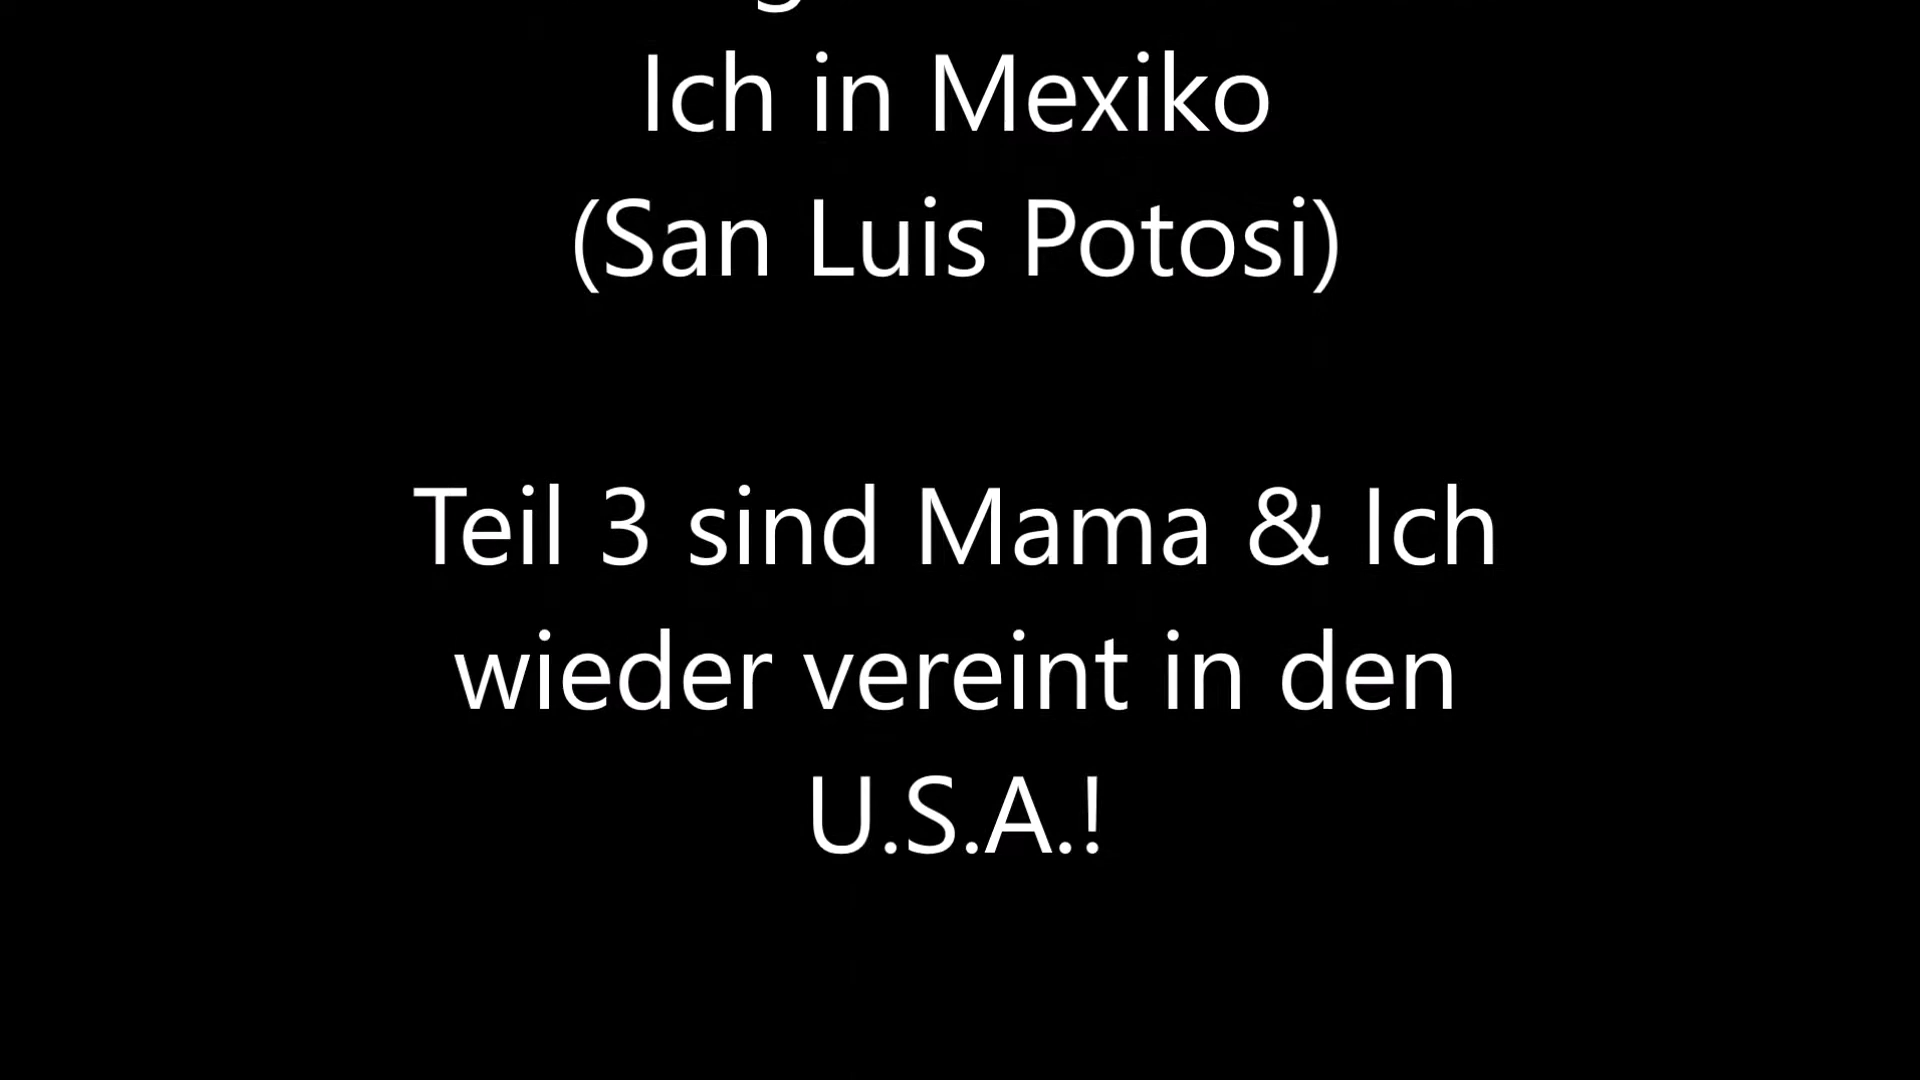 Ich in Mexiko
(San Luis Potosi)
Teil 3 sind Mama & Ich
wieder vereint in den
U.S.A.!